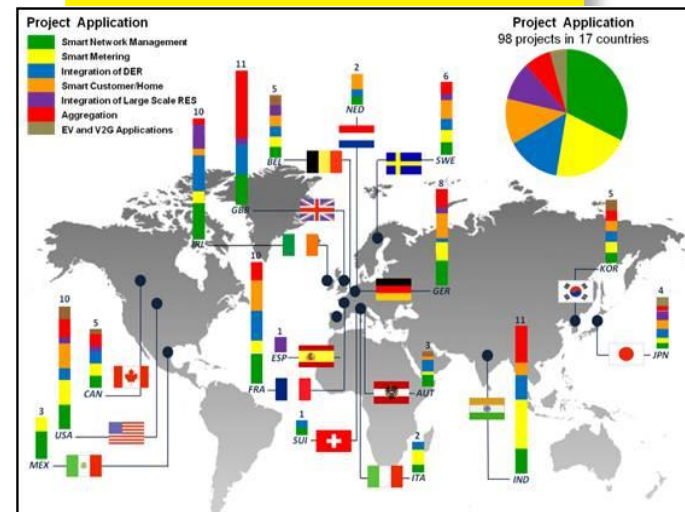 Project Application
Smart Network Management
Smart Metering
Integration of DER
Smart Customer/Home
Integration of Large Scale RES
Aggregation
EV and V2G Applications
Project Application
98 projects in 17 countries
10
IRL
11
GBR
5
BEL
2
NED
6
SWE
8
GER
5
KOR
4
JPN
10
USA
5
CAN
3
MEX
10
FRA
1
ESP
1
SUI
3
AUT
2
ITA
11
IND